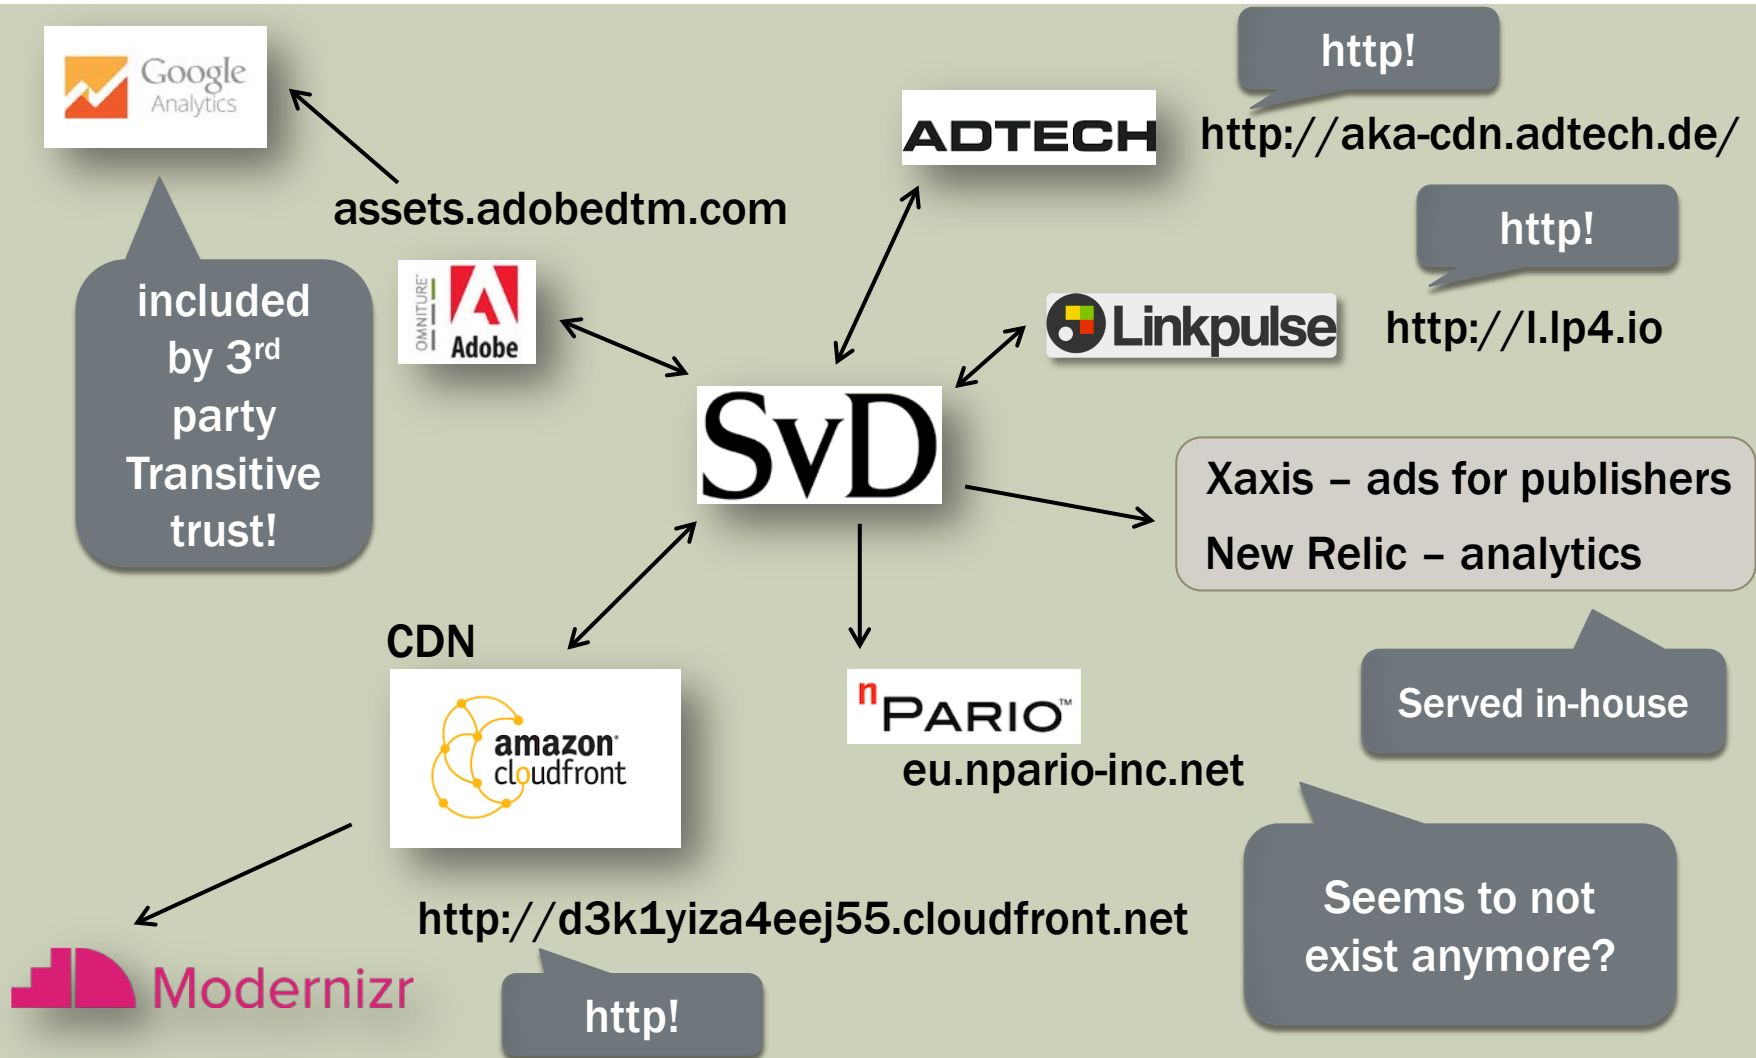 Google
Analytics
included
by 3rd
party
Transitive
trust!
assets.adobedtm.com
OMNITURE
Adobe
http!
ADTECH
http://aka-cdn.adtech.de/
http!
Linkpulse
http://l.lp4.io
SvD
Xaxis – ads for publishers
New Relic – analytics
Served in-house
CDN
amazon
cloudfront
http://d3k1yiza4eej55.cloudfront.net
http!
Modernizr
nPARIO™
eu.npario-inc.net
Seems to not
exist anymore?